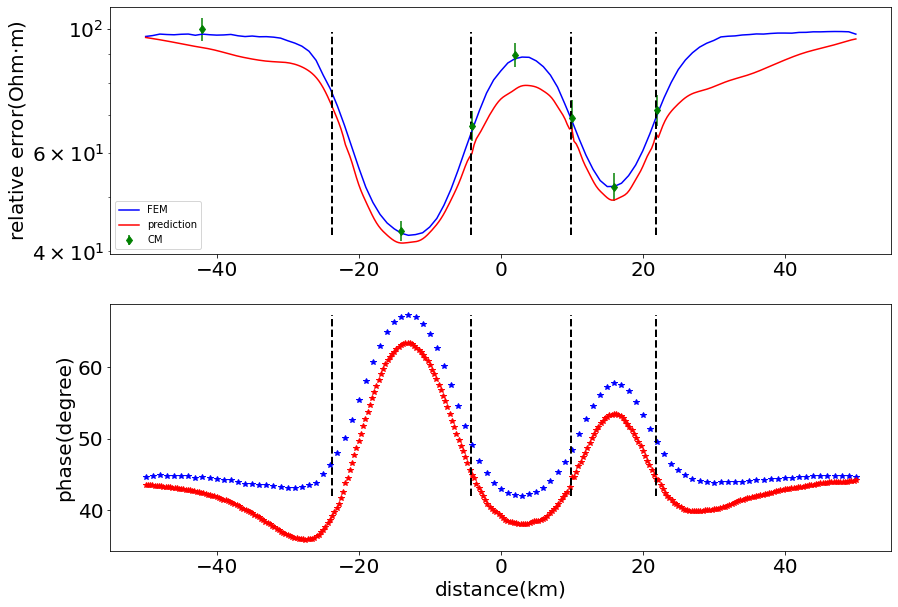 relative error(Ohm·m)
10²
6 × 10¹
4 × 10¹
FEM
prediction
CM
−40
−20
0
20
40
phase(degree)
60
50
40
−40
−20
0
20
40
distance(km)